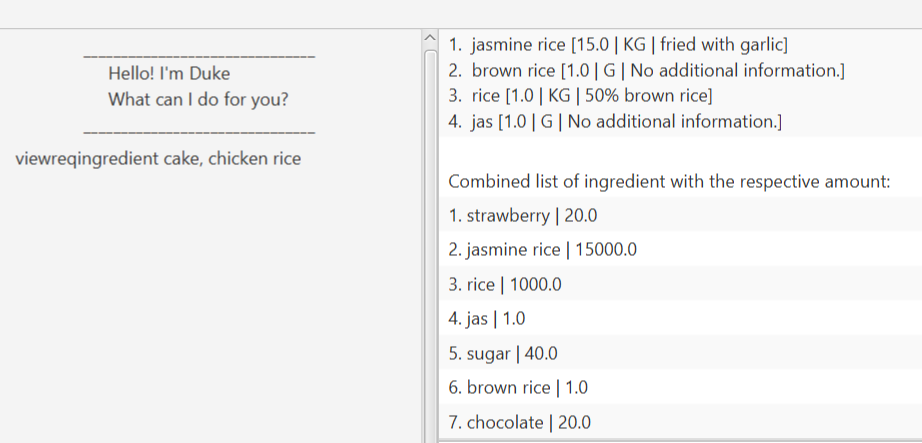 _______________________________
Hello! I'm Duke
What can I do for you?
_______________________________
viewreqingredient cake, chicken rice
1. jasmine rice [15.0 | KG | fried with garlic]
2. brown rice [1.0 | G | No additional information.]
3. rice [1.0 | KG | 50% brown rice]
4. jas [1.0 | G | No additional information.]
Combined list of ingredient with the respective amount:
1. strawberry | 20.0
2. jasmine rice | 15000.0
3. rice | 1000.0
4. jas | 1.0
5. sugar | 40.0
6. brown rice | 1.0
7. chocolate | 20.0